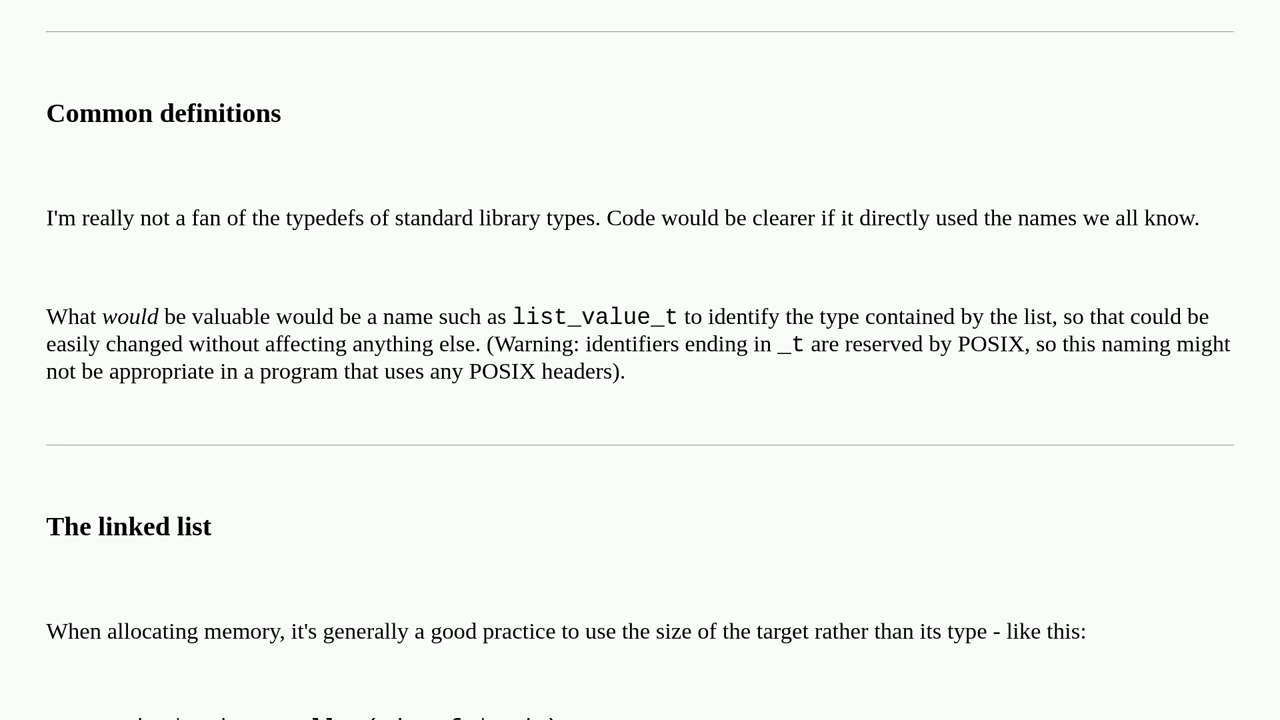 Common definitions
I'm really not a fan of the typedefs of standard library types. Code would be clearer if it directly used the names we all know.
What would be valuable would be a name such as list_value_t to identify the type contained by the list, so that could be
easily changed without affecting anything else. (Warning: identifiers ending in _t are reserved by POSIX, so this naming might
not be appropriate in a program that uses any POSIX headers).
The linked list
When allocating memory, it's generally a good practice to use the size of the target rather than its type - like this: